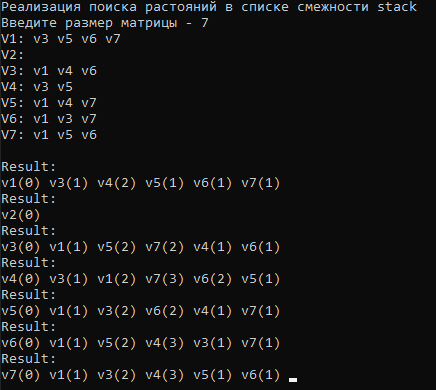 Реализация поиска растояний в списке смежности stack
Введите размер матрицы - 7
V1: v3 v5 v6 v7
V2:
V3: v1 v4 v6
V4: v3 v5
V5: v1 v4 v7
V6: v1 v3 v7
V7: v1 v5 v6
Result:
v1(0) v3(1) v4(2) v5(1) v6(1) v7(1)
Result:
v2(0)
Result:
v3(0) v1(1) v5(2) v7(2) v4(1) v6(1)
Result:
v4(0) v3(1) v1(2) v7(3) v6(2) v5(1)
Result:
v5(0) v1(1) v3(2) v6(2) v4(1) v7(1)
Result:
v6(0) v1(1) v5(2) v4(3) v3(1) v7(1)
Result:
v7(0) v1(1) v3(2) v4(3) v5(1) v6(1)